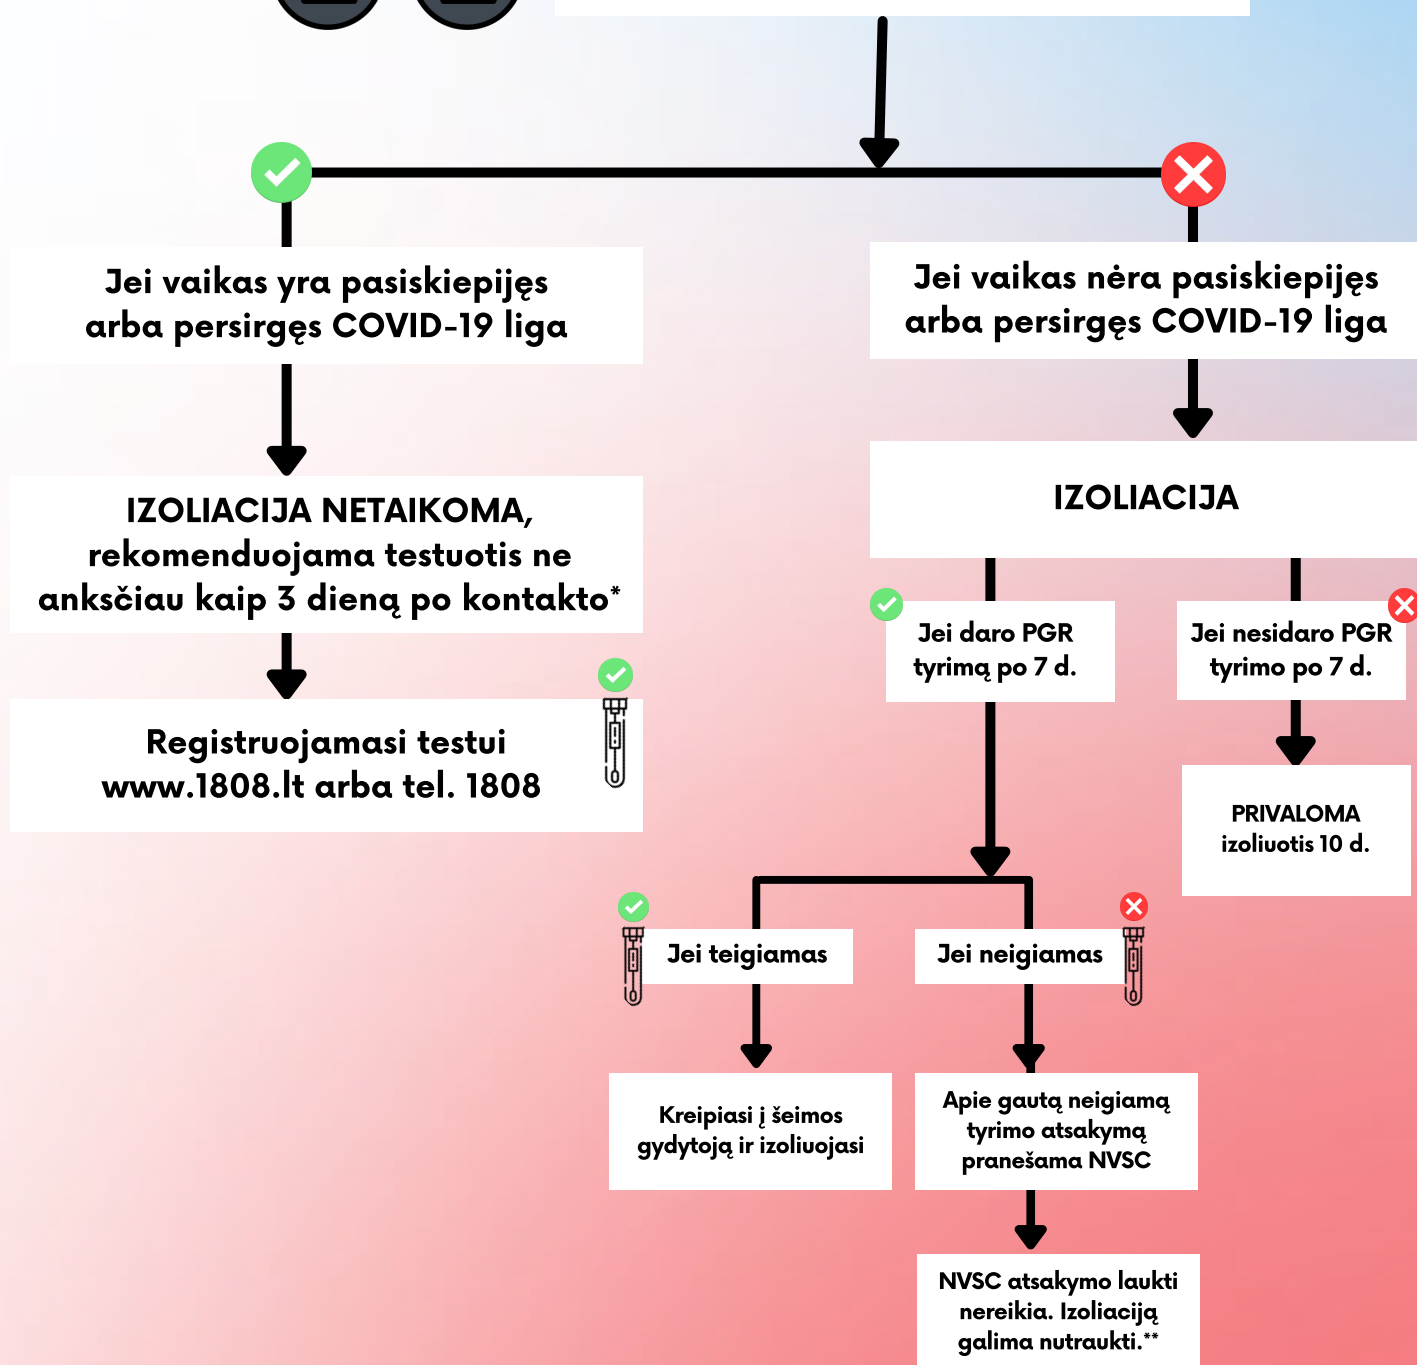 Jei vaikas yra pasiskiepijęs
arba persirgęs COVID-19 liga
Jei vaikas nėra pasiskiepijęs
arba persirgęs COVID-19 liga
IZOLIACIJA NETAIKOMA,
rekomenduojama testuotis ne
anksčiau kaip 3 dieną po kontakto*
Registruojamasi testui
www.1808.lt arba tel. 1808
IZOLIACIJA
Jei daro PGR
tyrimą po 7 d.
Jei nesidaro PGR
tyrimo po 7 d.
PRIVALOMA
izoliuotis 10 d.
Jei teigiamas
Jei neigiamas
Kreipiasi į šeimos
gydytoją ir izoliuojasi
Apie gautą neigiamą
tyrimo atsakymą
pranešama NVSC
NVSC atsakymo laukti
nereikia. Izoliaciją
galima nutraukti.**